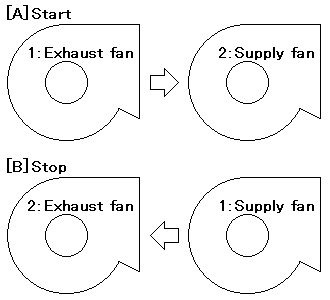 [A]Start
1:Exhaust fan
2:Supply fan
[B]Stop
2:Exhaust fan
1:Supply fan